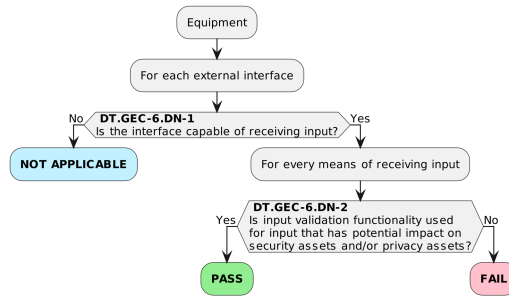 Equipment
For each external interface
No
DT.GEC-6.DN-1
Is the interface capable of receiving input?
Yes
NOT APPLICABLE
For every means of receiving input
Yes
DT.GEC-6.DN-2
Is input validation functionality used
for input that has potential impact on
security assets and/or privacy assets?
No
PASS
FAIL